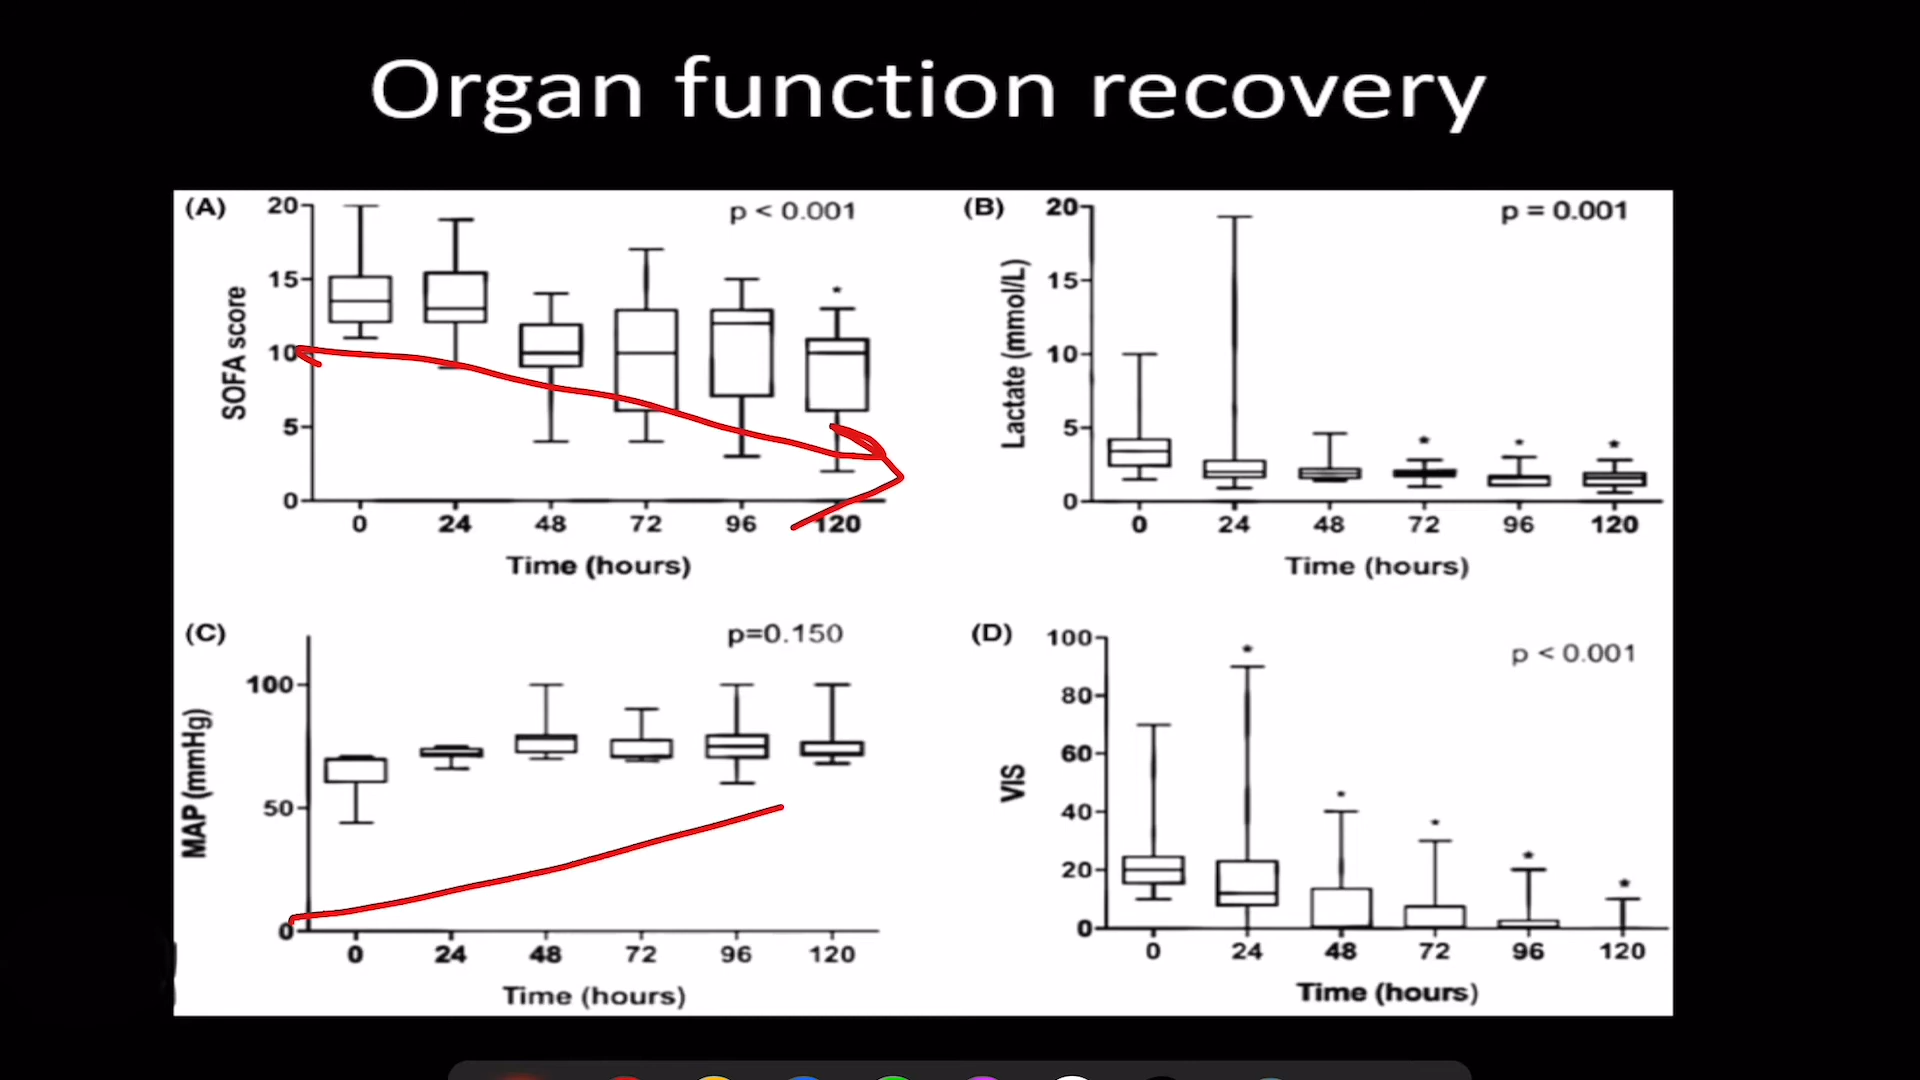 Organ function recovery
(A)
p < 0.001
20
15
10
5
0
SOFA score
*
0 24 48 72 96 120
Time (hours)
(B)
p = 0.001
20
15
10
5
0
Lactate (mmol/L)
* * *
0 24 48 72 96 120
Time (hours)
(C)
p=0.150
100
50
0
MAP (mmHg)
0 24 48 72 96 120
Time (hours)
(D)
p < 0.001
100
80
60
40
20
0
VIS
* * * * *
0 24 48 72 96 120
Time (hours)